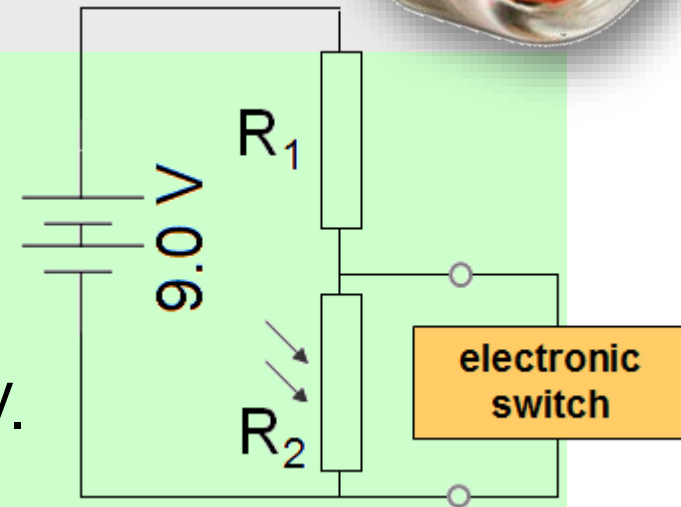 R₁
9.0 V
electronic
switch
R₂